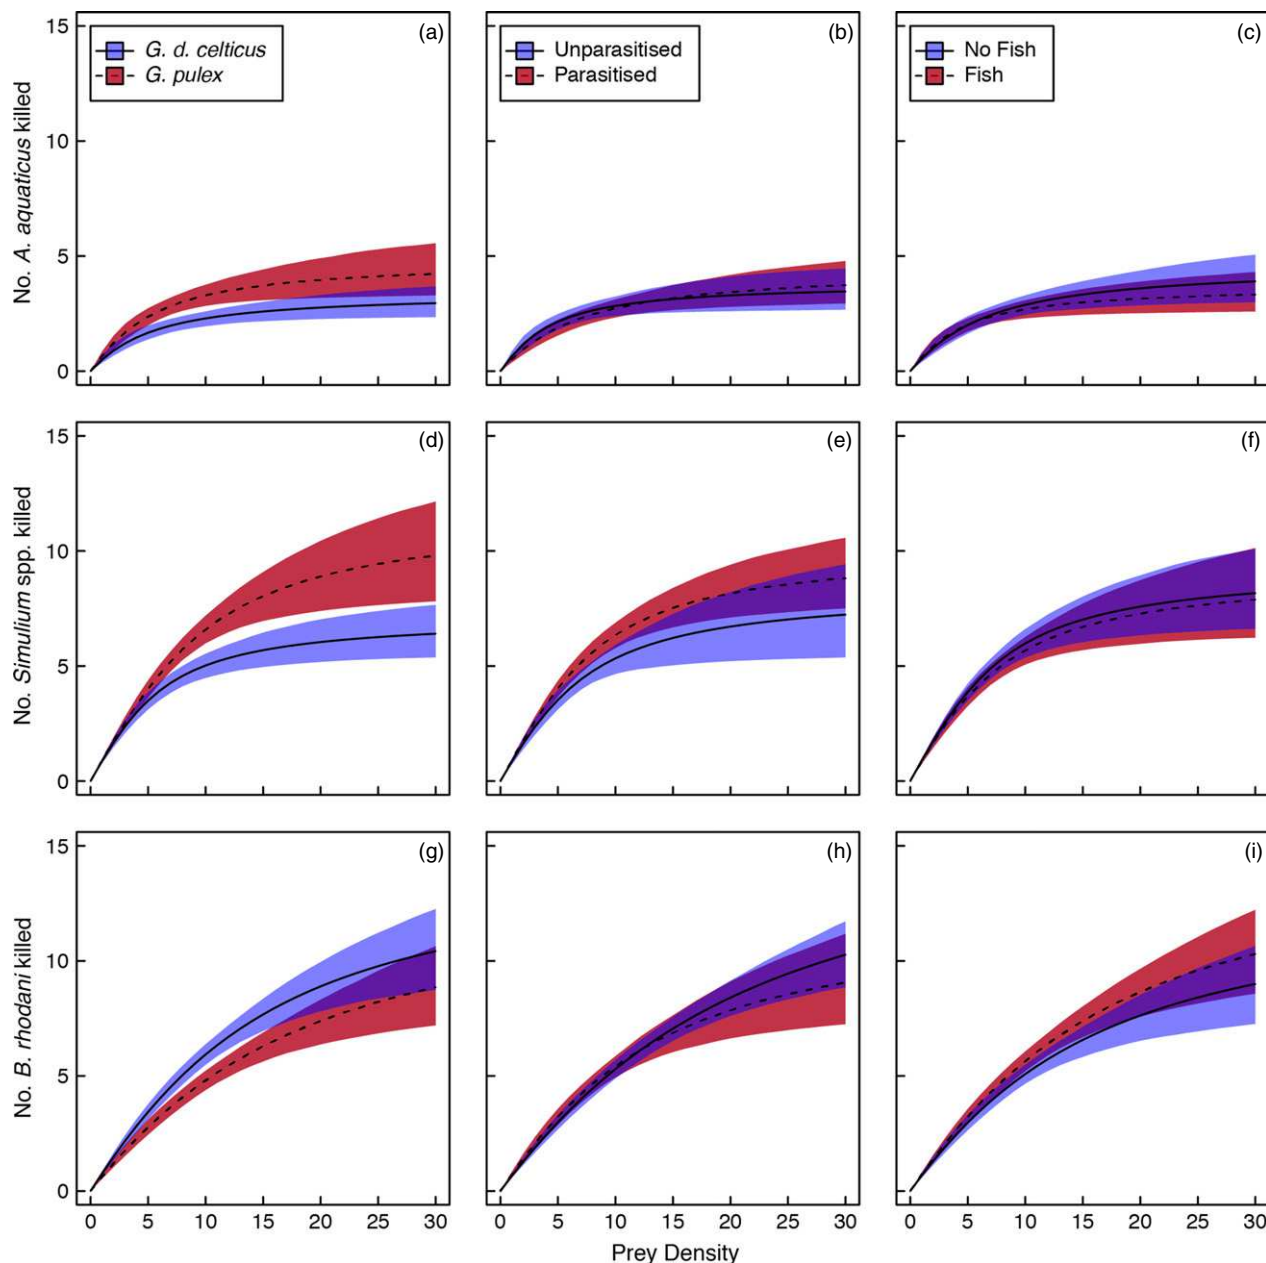 15
10
5
0
No. A. aquaticus killed
(a)
G. d. celticus
G. pulex
(b)
Unparasitised
Parasitised
(c)
No Fish
Fish
15
10
5
0
No. Simulium spp. killed
(d)
(e)
(f)
15
10
5
0
No. B. rhodani killed
(g)
(h)
(i)
0 5 10 15 20 25 30
0 5 10 15 20 25 30
0 5 10 15 20 25 30
Prey Density